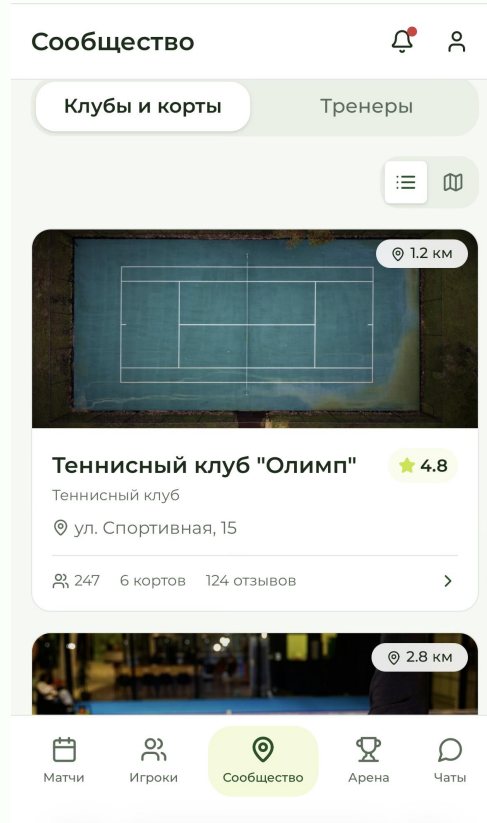 Сообщество
Клубы и корты Тренеры
1.2 км
Теннисный клуб "Олимп" 4.8
Теннисный клуб
ул. Спортивная, 15
247 6 кортов 124 отзывов
2.8 км
Матчи Игроки Сообщество Арена Чаты